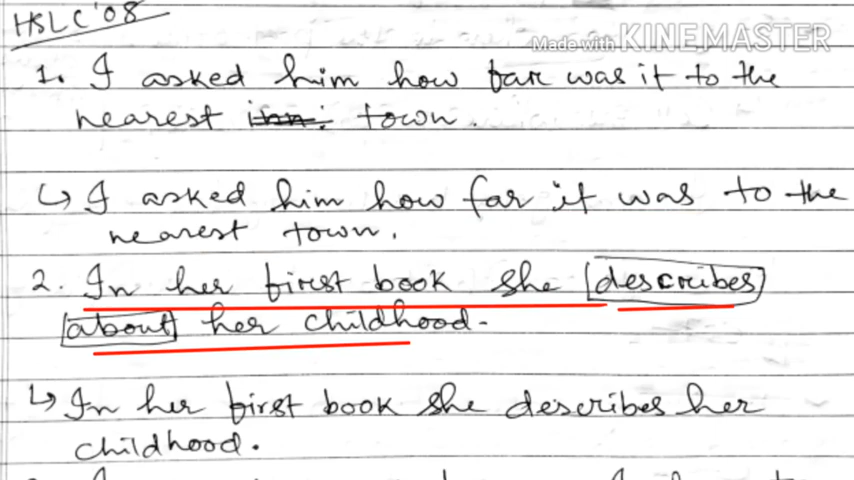 HSLC '08
Made with KINEMASTER
1. I asked him how far was it to the
nearest town.
↳ I asked him how far it was to the
nearest town.
2. In her first book she describes
about her childhood.
↳ In her first book she describes her
childhood.